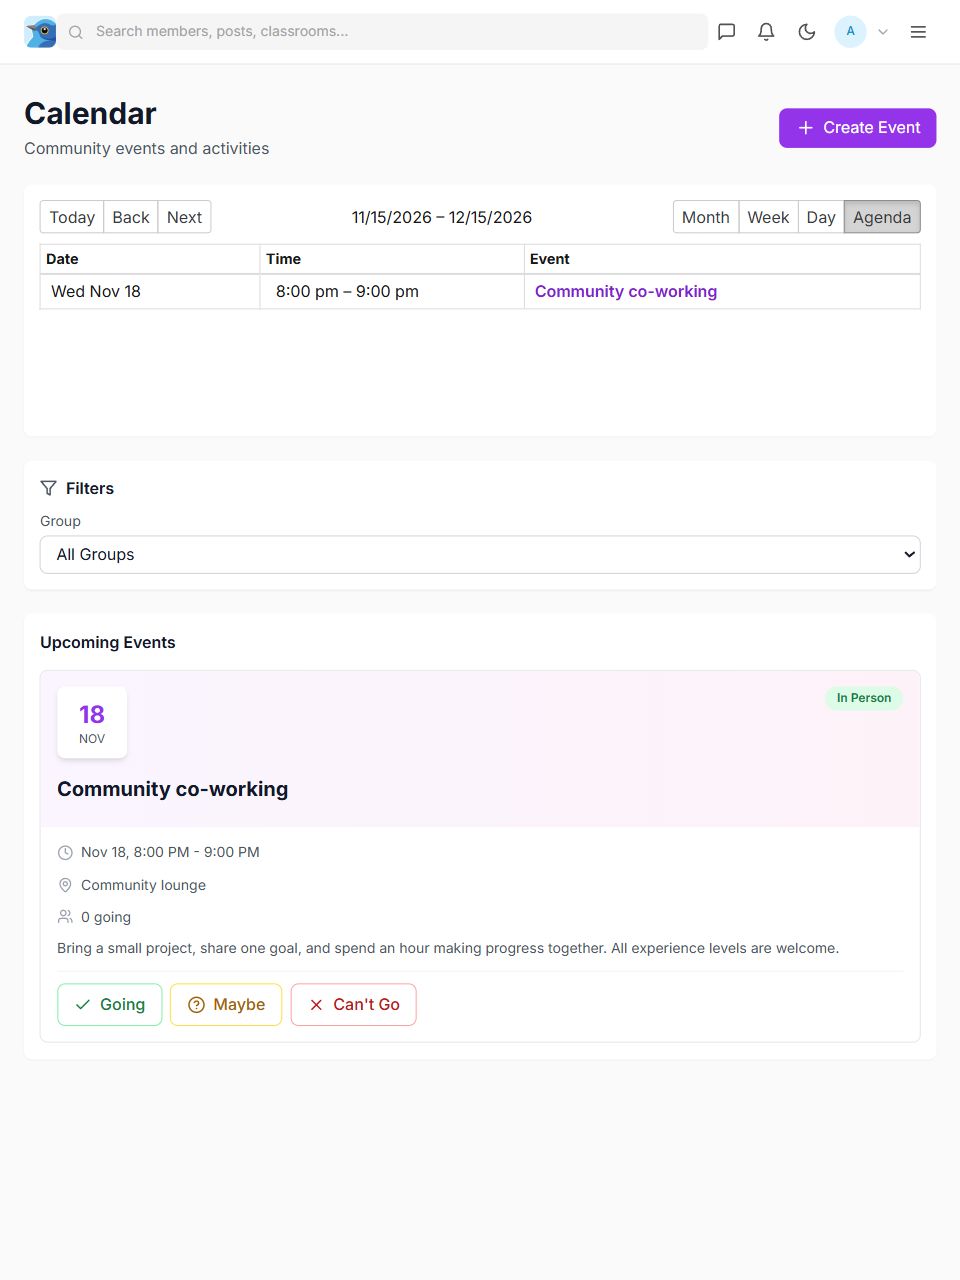 Search members, posts, classrooms...
A
Calendar
Community events and activities
Create Event
Today Back Next
11/15/2026 – 12/15/2026
Month Week Day Agenda
Date Time Event
Wed Nov 18 8:00 pm – 9:00 pm Community co-working
Filters
Group
All Groups
Upcoming Events
18
NOV
In Person
Community co-working
Nov 18, 8:00 PM - 9:00 PM
Community lounge
0 going
Bring a small project, share one goal, and spend an hour making progress together. All experience levels are welcome.
Going Maybe Can't Go